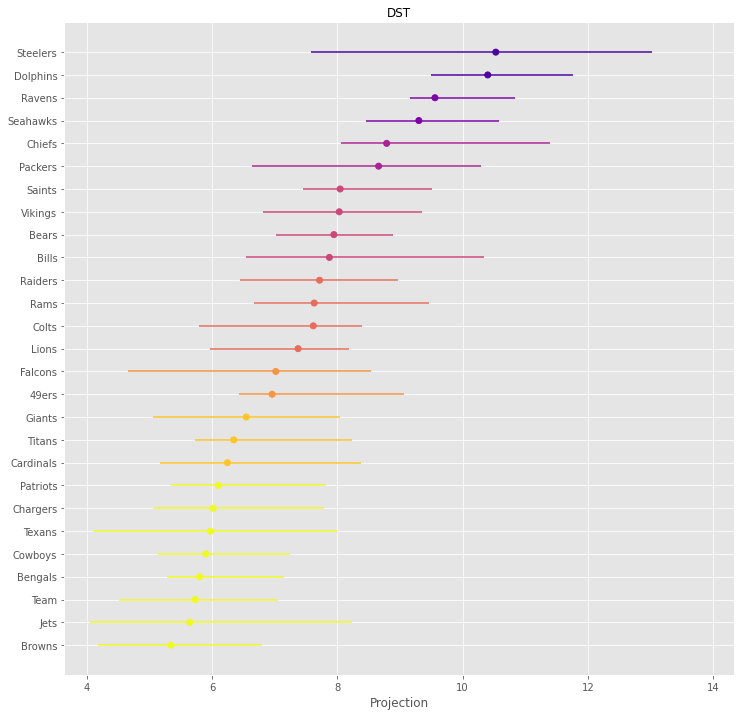 DST
Steelers
Dolphins
Ravens
Seahawks
Chiefs
Packers
Saints
Vikings
Bears
Bills
Raiders
Rams
Colts
Lions
Falcons
49ers
Giants
Titans
Cardinals
Patriots
Chargers
Texans
Cowboys
Bengals
Team
Jets
Browns
4 6 8 10 12 14
Projection